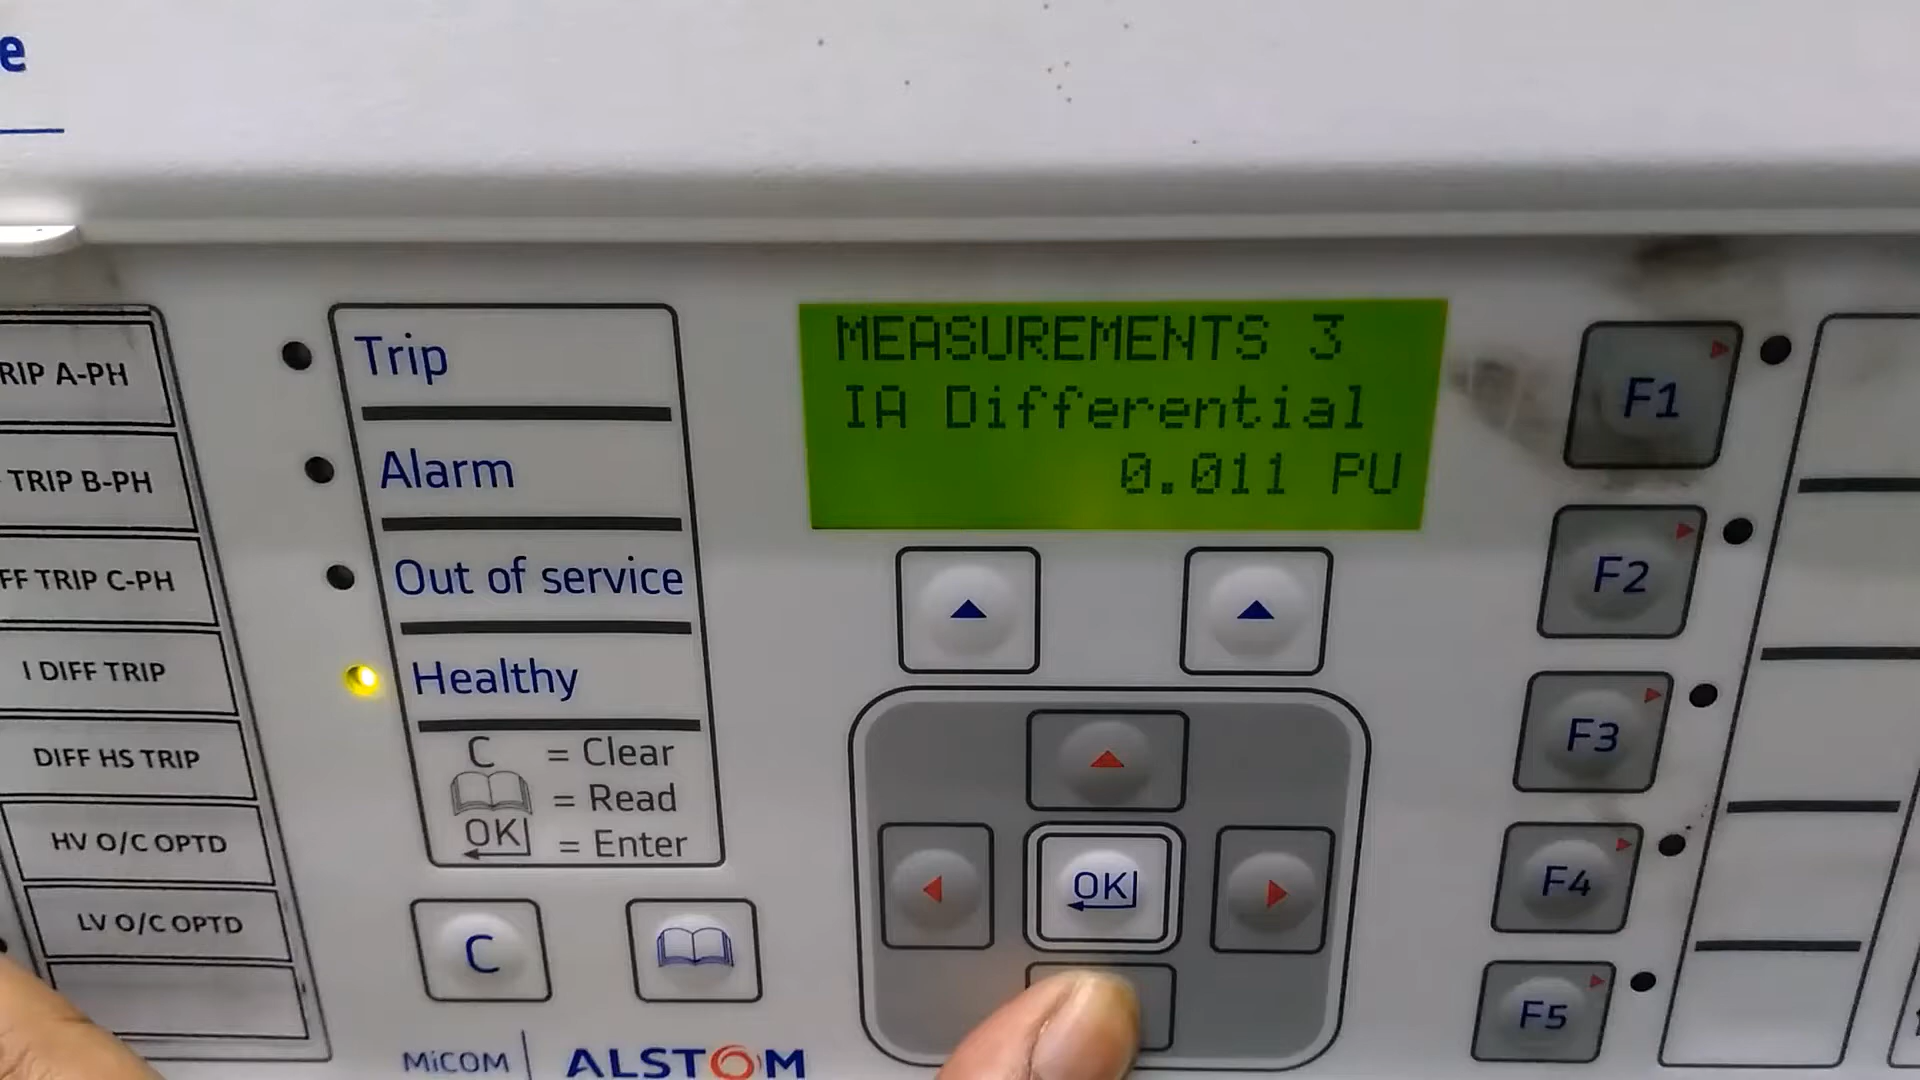 e
RIP A-PH
TRIP B-PH
FF TRIP C-PH
I DIFF TRIP
DIFF HS TRIP
HV O/C OPTD
LV O/C OPTD
Trip
Alarm
Out of service
Healthy
C = Clear
= Read
OK = Enter
C
MiCOM ALSTOM
MEASUREMENTS 3
IA Differential
0.011 PU
OK
F1
F2
F3
F4
F5